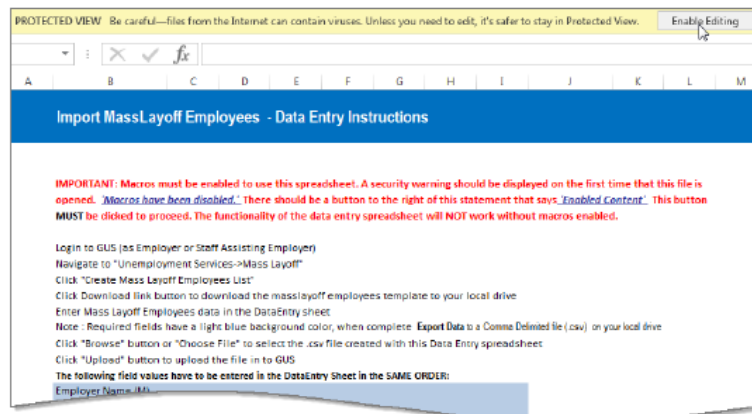 PROTECTED VIEW Be careful—files from the Internet can contain viruses. Unless you need to edit, it's safer to stay in Protected View. Enable Editing
fx
A B C D E F G H I J K L M
Import MassLayoff Employees - Data Entry Instructions
IMPORTANT: Macros must be enabled to use this spreadsheet. A security warning should be displayed on the first time that this file is
opened. 'Macros have been disabled.' There should be a button to the right of this statement that says 'Enabled Content' This button
MUST be clicked to proceed. The functionality of the data entry spreadsheet will NOT work without macros enabled.
Login to GUS (as Employer or Staff Assisting Employer)
Navigate to "Unemployment Services->Mass Layoff"
Click "Create Mass Layoff Employees List"
Click Download link button to download the masslayoff employees template to your local drive
Enter Mass Layoff Employees data in the DataEntry sheet
Note : Required fields have a light blue background color, when complete Export Data to a Comma Delimited file (.csv) on your local drive
Click "Browse" button or "Choose File" to select the .csv file created with this Data Entry spreadsheet
Click "Upload" button to upload the file in to GUS
The following field values have to be entered in the DataEntry Sheet in the SAME ORDER:
Employer Name (M)